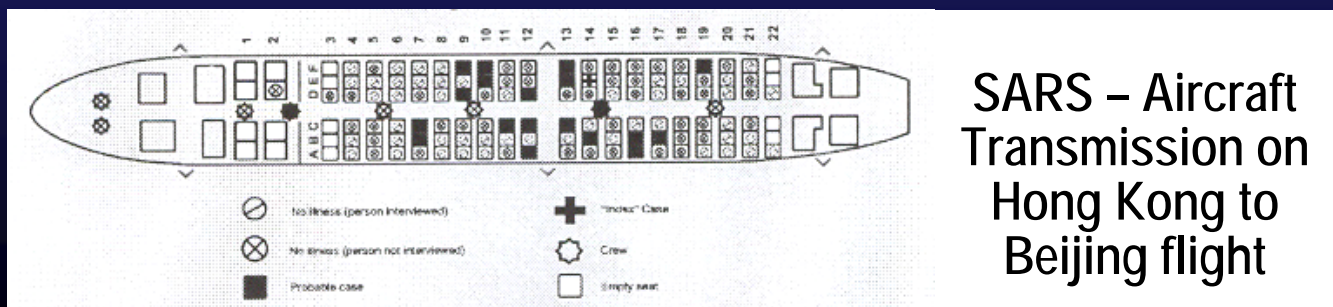 1 2 3 4 5 6 7 8 9 10 11 12 13 14 15 16 17 18 19 20 21 22
D E F
A B C
No illness (person interviewed)
No illness (person not interviewed)
Probable case
"Index" Case
Crew
Empty seat
SARS – Aircraft
Transmission on
Hong Kong to
Beijing flight